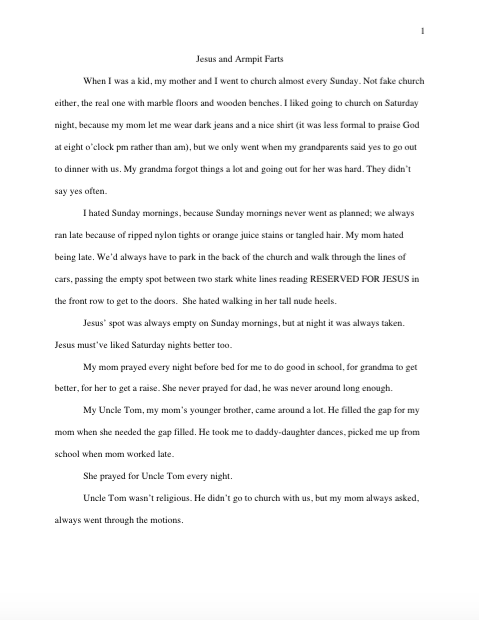 1
Jesus and Armpit Farts
When I was a kid, my mother and I went to church almost every Sunday. Not fake church
either, the real one with marble floors and wooden benches. I liked going to church on Saturday
night, because my mom let me wear dark jeans and a nice shirt (it was less formal to praise God
at eight o’clock pm rather than am), but we only went when my grandparents said yes to go out
to dinner with us. My grandma forgot things a lot and going out for her was hard. They didn’t
say yes often.
I hated Sunday mornings, because Sunday mornings never went as planned; we always
ran late because of ripped nylon tights or orange juice stains or tangled hair. My mom hated
being late. We’d always have to park in the back of the church and walk through the lines of
cars, passing the empty spot between two stark white lines reading RESERVED FOR JESUS in
the front row to get to the doors.  She hated walking in her tall nude heels.
Jesus’ spot was always empty on Sunday mornings, but at night it was always taken.
Jesus must’ve liked Saturday nights better too.
My mom prayed every night before bed for me to do good in school, for grandma to get
better, for her to get a raise. She never prayed for dad, he was never around long enough.
My Uncle Tom, my mom’s younger brother, came around a lot. He filled the gap for my
mom when she needed the gap filled. He took me to daddy-daughter dances, picked me up from
school when mom worked late.
She prayed for Uncle Tom every night.
Uncle Tom wasn’t religious. He didn’t go to church with us, but my mom always asked,
always went through the motions.